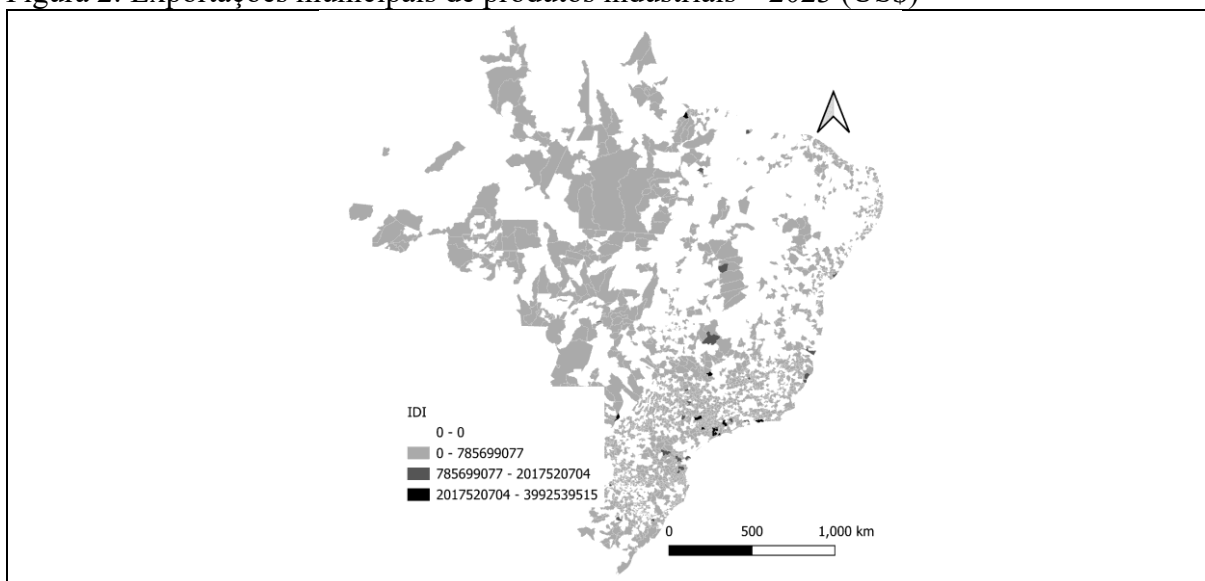 Figura 2: Exportações municipais de produtos industriais – 2023 (US$)
IDI
0 - 0
0 - 785699077
785699077 - 2017520704
2017520704 - 3992539515
0 500 1,000 km